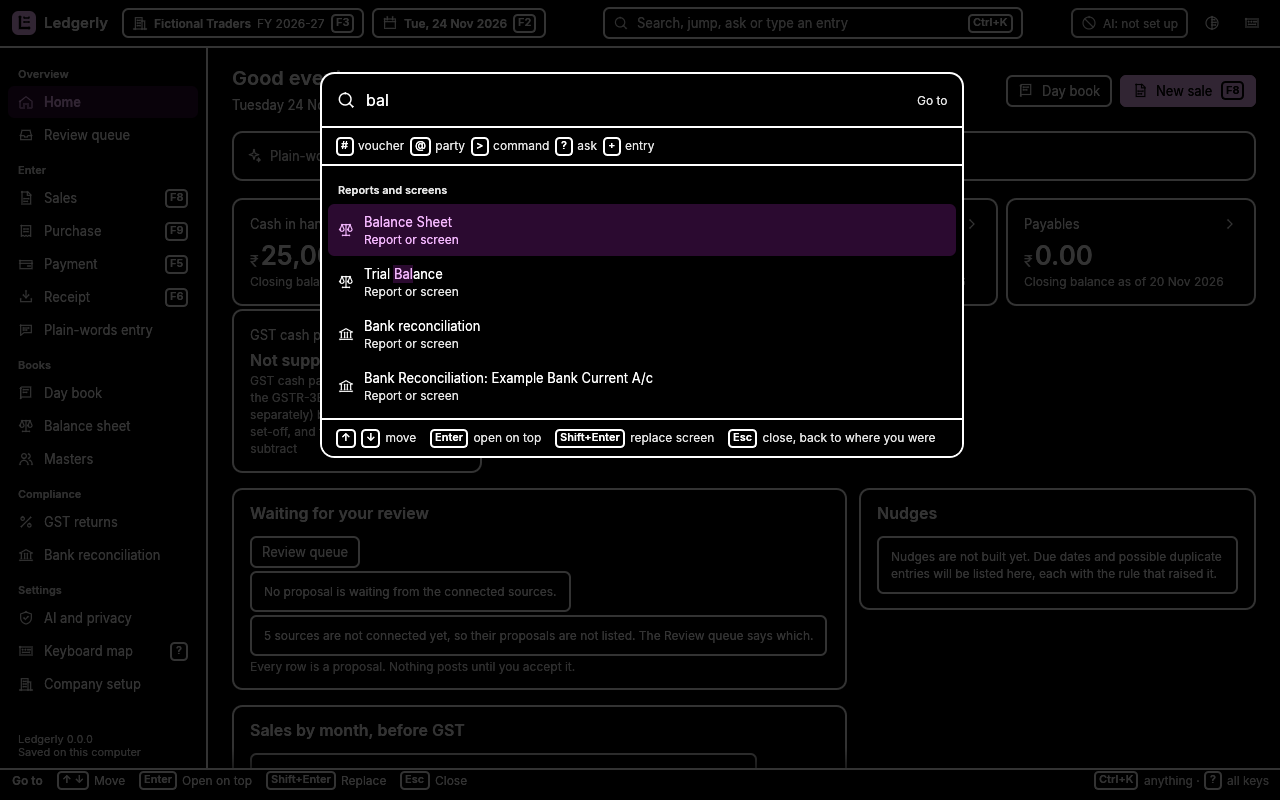 Ledgerly
Fictional Traders FY 2026-27 F3
Tue, 24 Nov 2026 F2
Search, jump, ask or type an entry Ctrl+K
AI: not set up
Overview
Home
Review queue
Enter
Sales F8
Purchase F9
Payment F5
Receipt F6
Plain-words entry
Books
Day book
Balance sheet
Masters
Compliance
GST returns
Bank reconciliation
Settings
AI and privacy
Keyboard map ?
Company setup
Ledgerly 0.0.0
Saved on this computer
Tuesday 24
Day book
New sale F8
bal
Go to
# voucher @ party > command ? ask + entry
Reports and screens
Balance Sheet
Report or screen
Trial Balance
Report or screen
Bank reconciliation
Report or screen
Bank Reconciliation: Example Bank Current A/c
Report or screen
↑ ↓ move Enter open on top Shift+Enter replace screen Esc close, back to where you were
Cash in
Closing
Payables
₹0.00
Closing balance as of 20 Nov 2026
GST cash
GST cash
the
separately)
set-off, and
subtract
Waiting for your review
Review queue
No proposal is waiting from the connected sources.
5 sources are not connected yet, so their proposals are not listed. The Review queue says which.
Every row is a proposal. Nothing posts until you accept it.
Nudges
Nudges are not built yet. Due dates and possible duplicate
entries will be listed here, each with the rule that raised it.
Sales by month, before GST
Go to ↑↓ Move Enter Open on top Shift+Enter Replace Esc Close
Ctrl+K anything · ? all keys